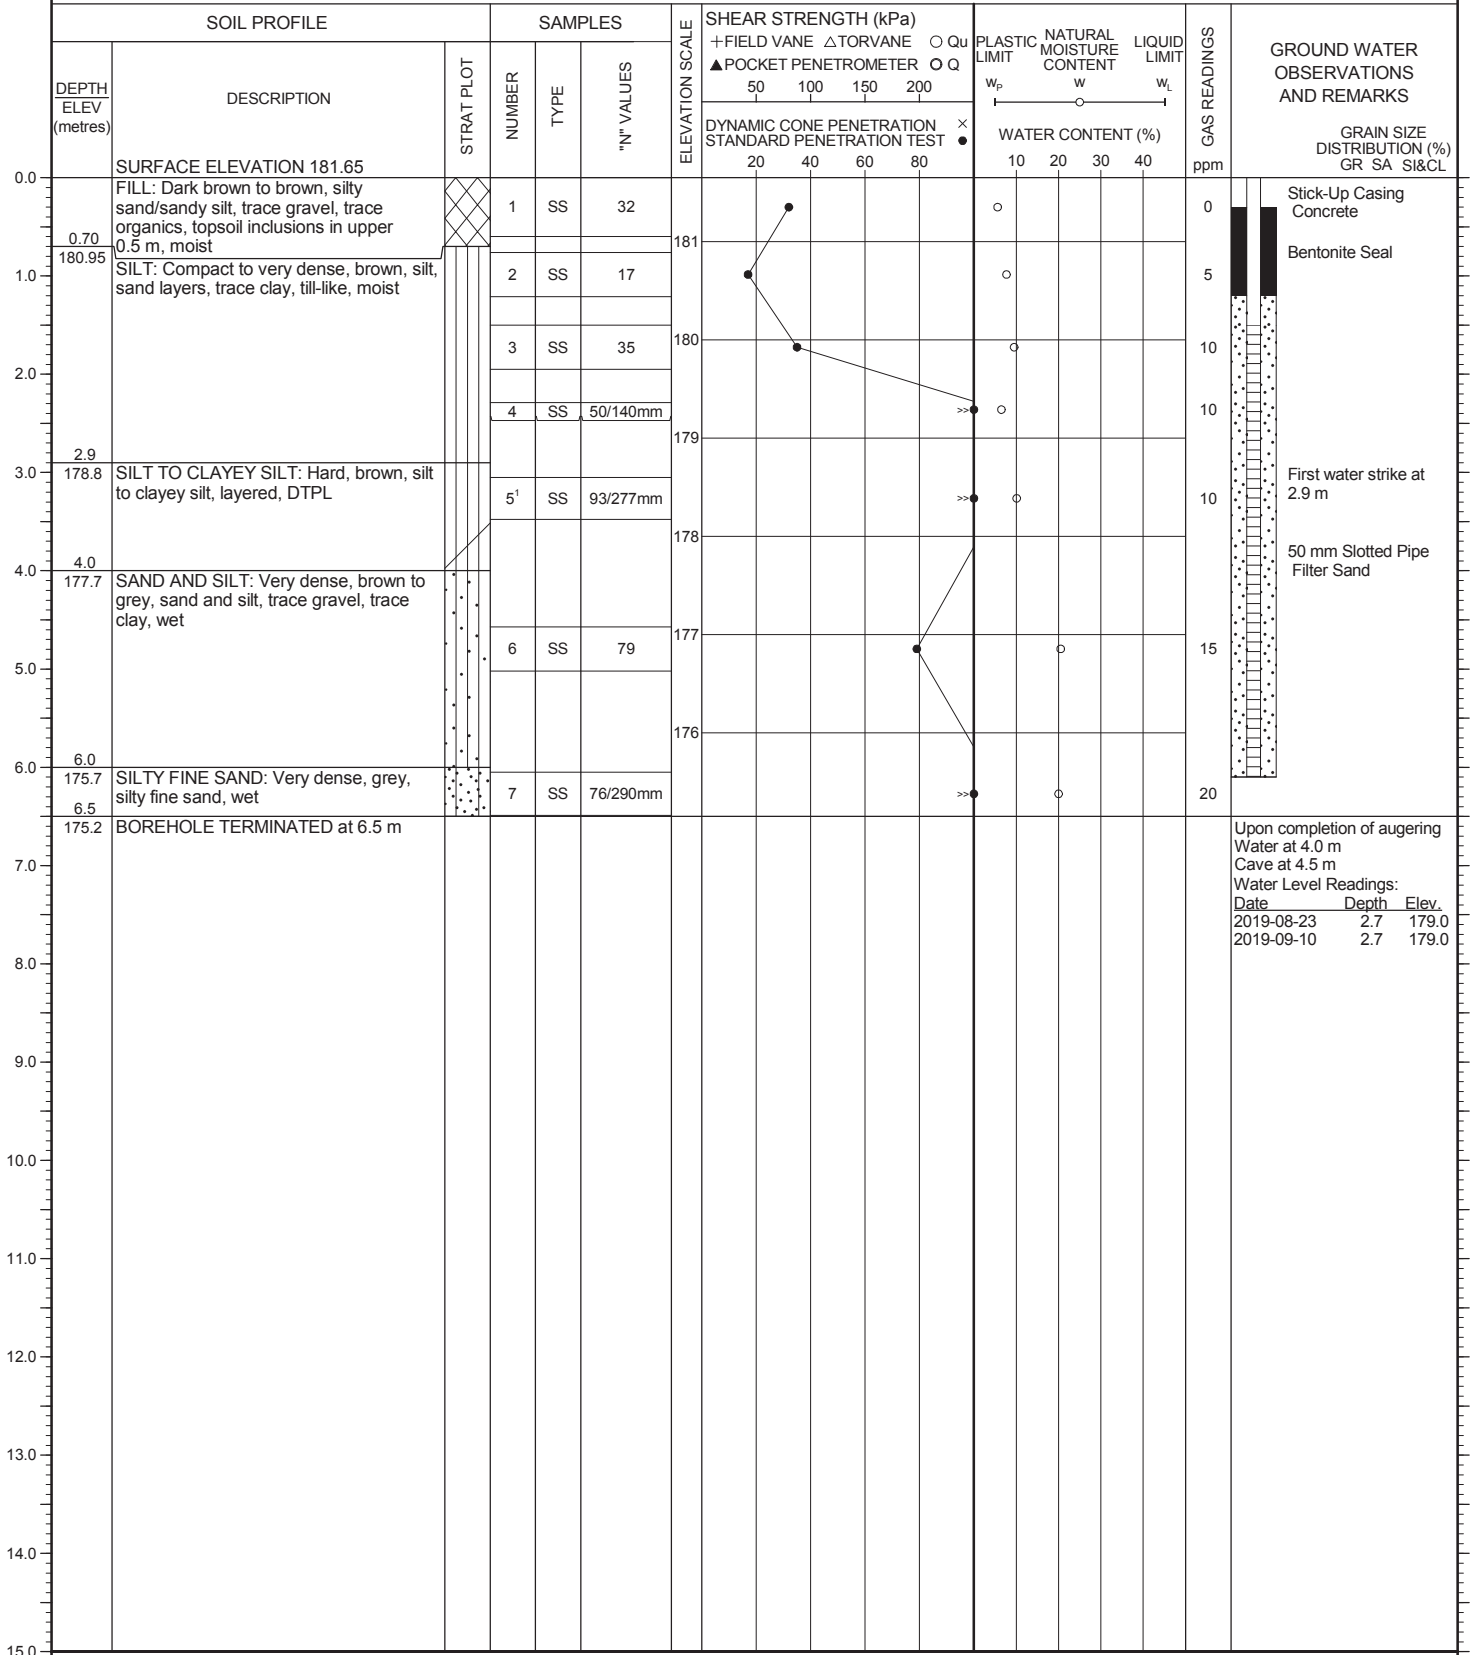 SOIL PROFILE
SAMPLES
ELEVATION SCALE
SHEAR STRENGTH (kPa)
+FIELD VANE △TORVANE ○ Qu
▲POCKET PENETROMETER O Q
50 100 150 200
DYNAMIC CONE PENETRATION ×
STANDARD PENETRATION TEST ●
20 40 60 80
PLASTIC LIMIT
W_P
NATURAL MOISTURE CONTENT
w
LIQUID LIMIT
W_L
WATER CONTENT (%)
10 20 30 40
GAS READINGS
ppm
GROUND WATER
OBSERVATIONS
AND REMARKS
GRAIN SIZE
DISTRIBUTION (%)
GR SA SI&CL
DEPTH
ELEV
(metres)
DESCRIPTION
STRAT PLOT
NUMBER
TYPE
"N" VALUES
SURFACE ELEVATION 181.65
0.0
FILL: Dark brown to brown, silty
sand/sandy silt, trace gravel, trace
organics, topsoil inclusions in upper
0.5 m, moist
1 SS 32
0
Stick-Up Casing
Concrete
0.70
180.95
181
Bentonite Seal
1.0
SILT: Compact to very dense, brown, silt,
sand layers, trace clay, till-like, moist
2 SS 17
5
180
3 SS 35
10
2.0
4 SS 50/140mm
>>
10
179
2.9
178.8
3.0
SILT TO CLAYEY SILT: Hard, brown, silt
to clayey silt, layered, DTPL
5¹ SS 93/277mm
>>
10
First water strike at
2.9 m
178
50 mm Slotted Pipe
Filter Sand
4.0
4.0
177.7
SAND AND SILT: Very dense, brown to
grey, sand and silt, trace gravel, trace
clay, wet
177
6 SS 79
15
5.0
176
6.0
6.0
175.7
SILTY FINE SAND: Very dense, grey,
silty fine sand, wet
7 SS 76/290mm
>>
20
6.5
175.2
BOREHOLE TERMINATED at 6.5 m
Upon completion of augering
Water at 4.0 m
Cave at 4.5 m
Water Level Readings:
Date Depth Elev.
2019-08-23 2.7 179.0
2019-09-10 2.7 179.0
7.0
8.0
9.0
10.0
11.0
12.0
13.0
14.0
15.0